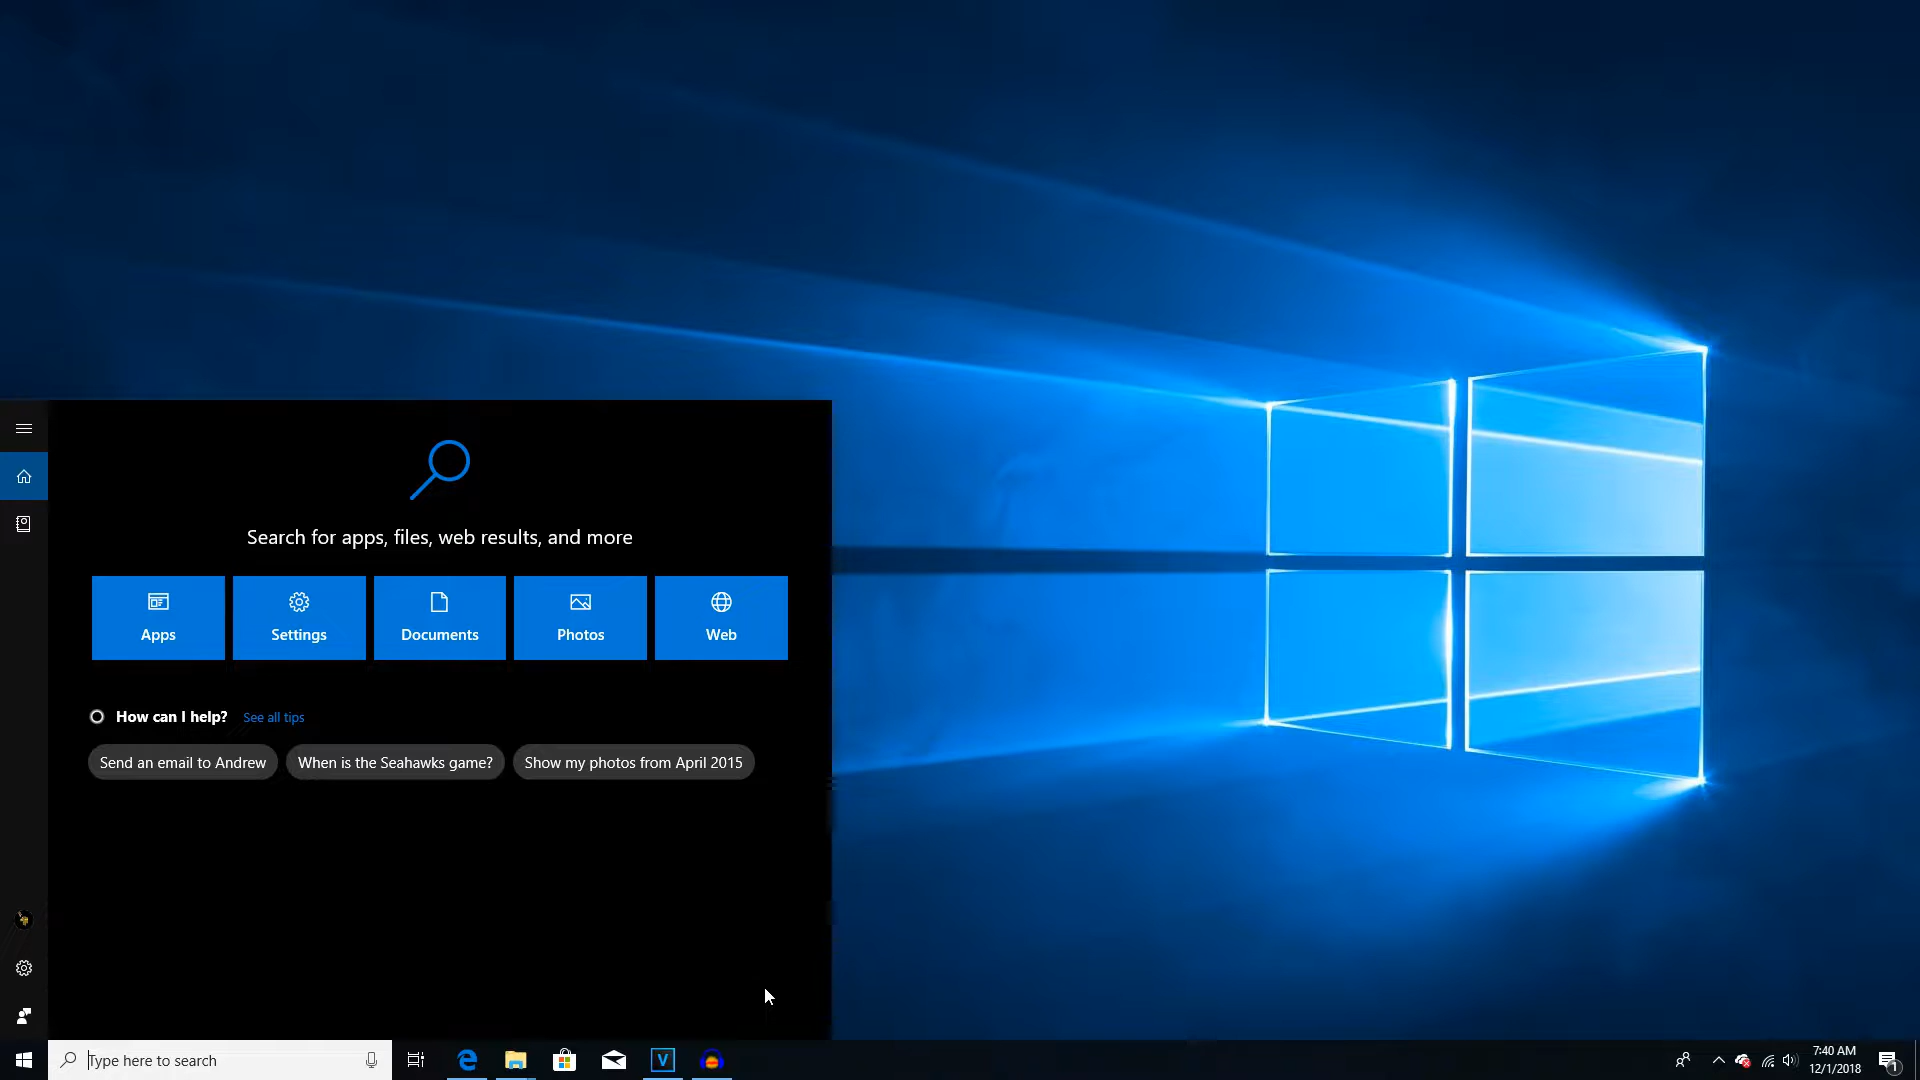 Search for apps, files, web results, and more
Apps
Settings
Documents
Photos
Web
How can I help?
See all tips
Send an email to Andrew
When is the Seahawks game?
Show my photos from April 2015
Type here to search
V
7:40 AM
12/1/2018
1